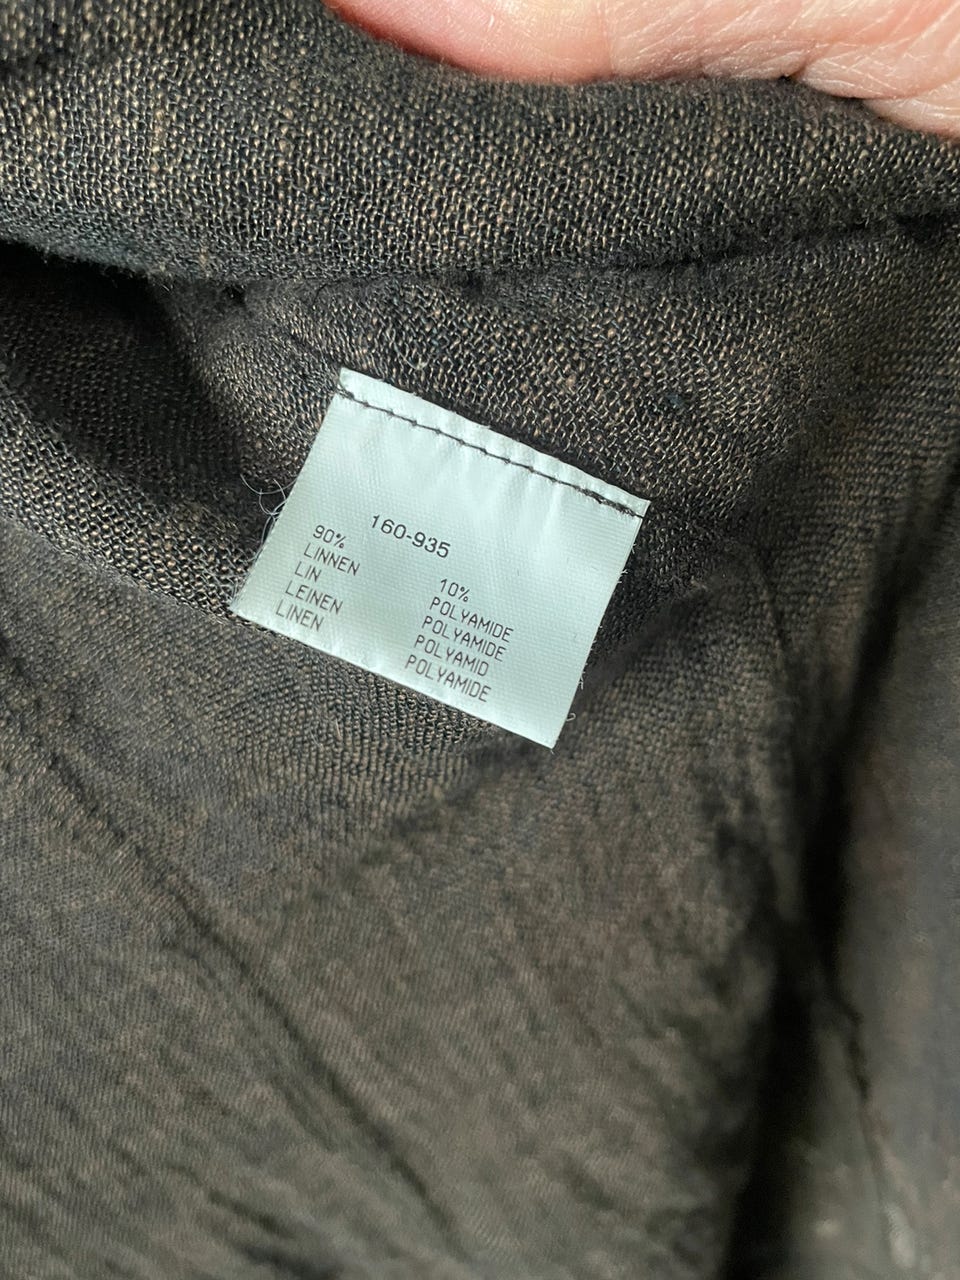 160-935
90%
LINNEN
LIN
LEINEN
LINEN
10%
POLYAMIDE
POLYAMIDE
POLYAMID
POLYAMIDE